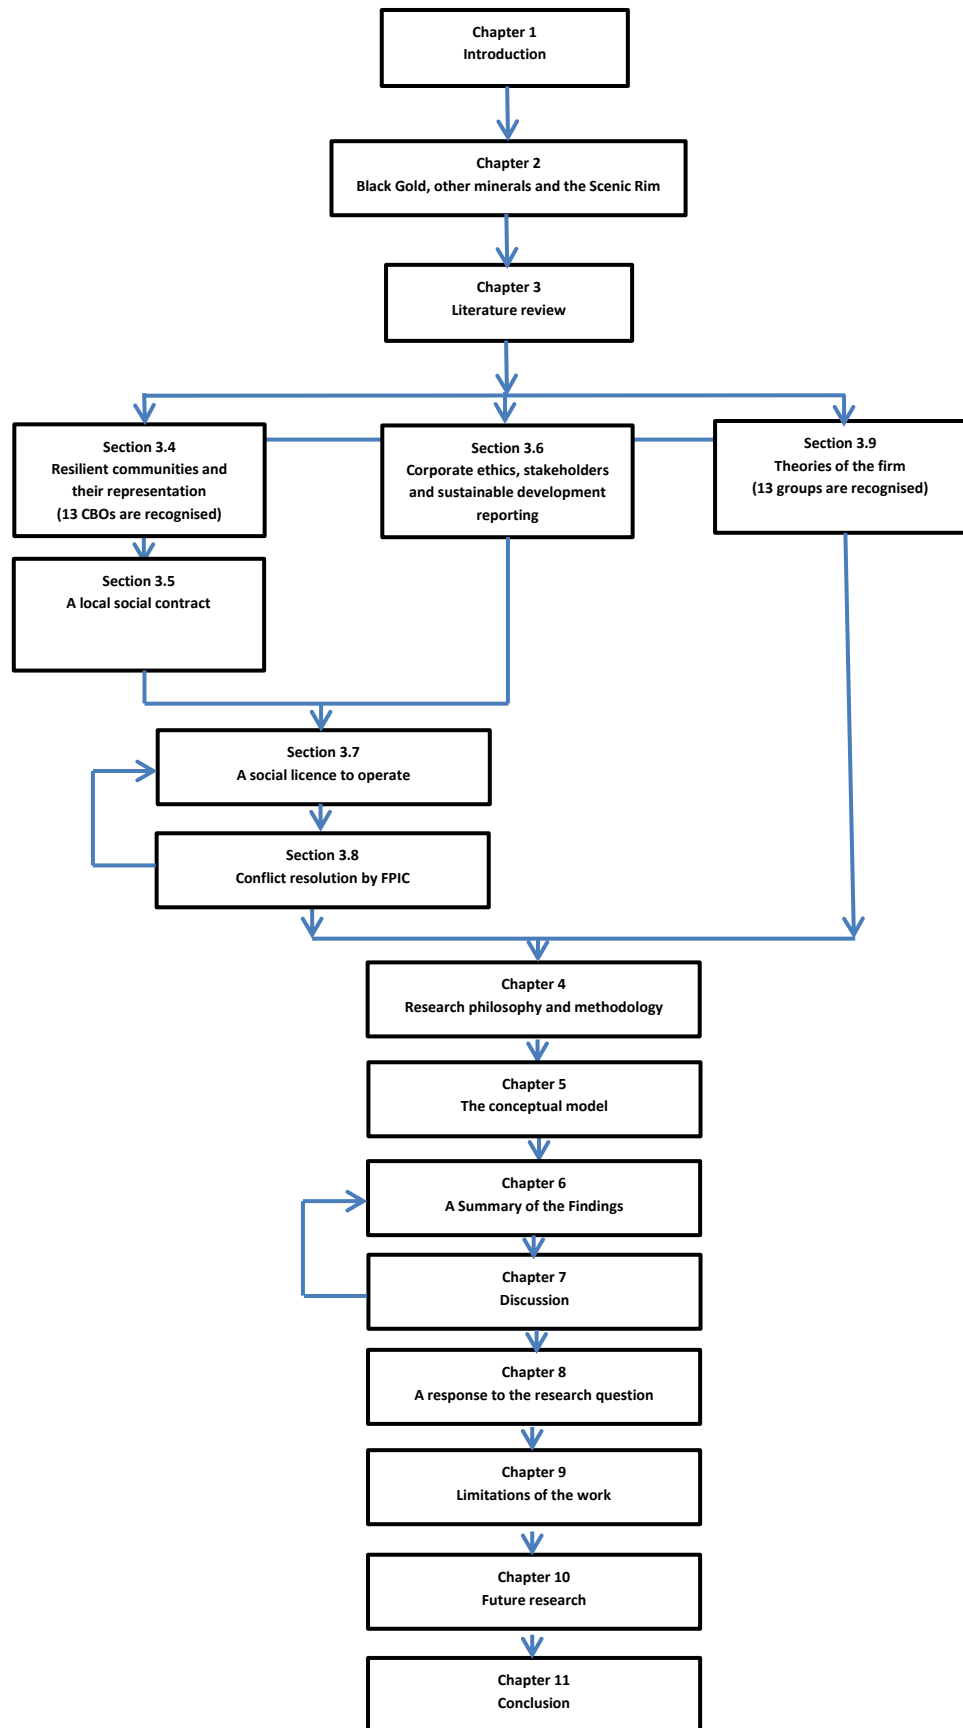 Chapter 1
Introduction
Chapter 2
Black Gold, other minerals and the Scenic Rim
Chapter 3
Literature review
Section 3.4
Resilient communities and
their representation
(13 CBOs are recognised)
Section 3.6
Corporate ethics, stakeholders
and sustainable development
reporting
Section 3.9
Theories of the firm
(13 groups are recognised)
Section 3.5
A local social contract
Section 3.7
A social licence to operate
Section 3.8
Conflict resolution by FPIC
Chapter 4
Research philosophy and methodology
Chapter 5
The conceptual model
Chapter 6
A Summary of the Findings
Chapter 7
Discussion
Chapter 8
A response to the research question
Chapter 9
Limitations of the work
Chapter 10
Future research
Chapter 11
Conclusion